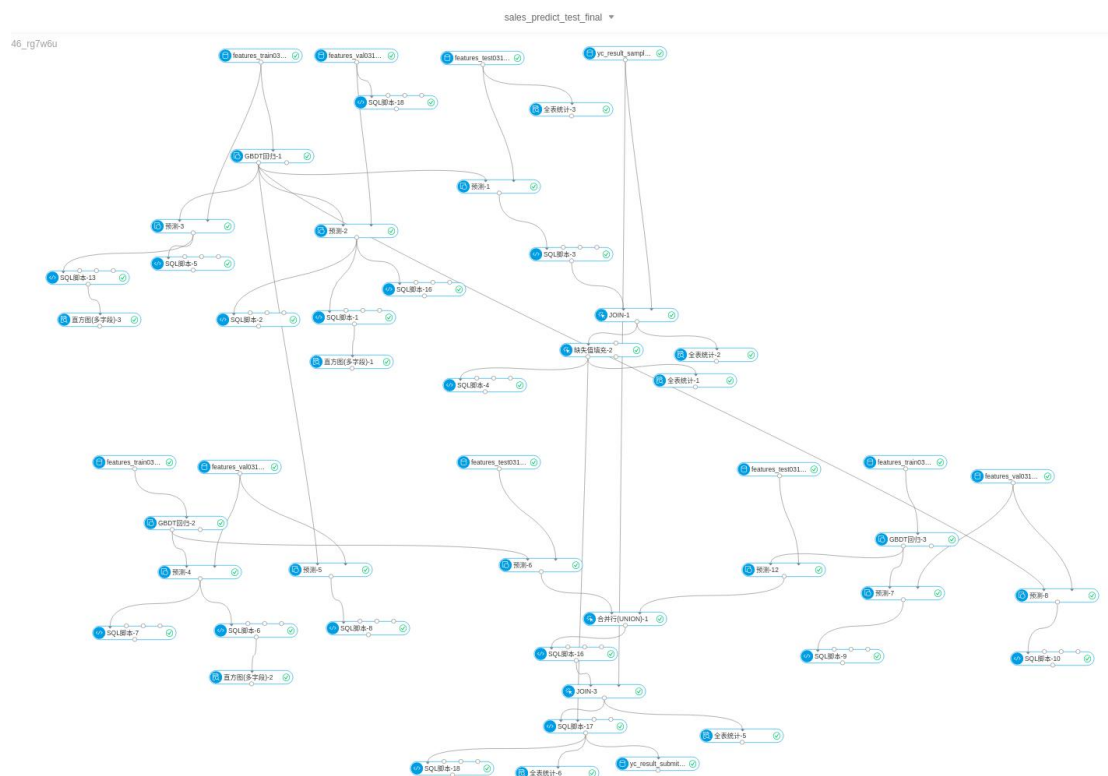 sales_predict_test_final
46_rg7w6u
features_train03...
features_val031...
features_test031...
yc_result_sampl...
SQL脚本-18
全表统计-3
GBDT回归-1
预测-1
预测-3
预测-2
SQL脚本-3
SQL脚本-5
SQL脚本-13
SQL脚本-16
直方图(多字段)-3
SQL脚本-2
SQL脚本-1
JOIN-1
缺失值填充-2
全表统计-2
直方图(多字段)-1
SQL脚本-4
全表统计-1
features_train03...
features_val031...
features_test031...
features_test031...
features_train03...
features_val031...
GBDT回归-2
GBDT回归-3
预测-4
预测-5
预测-6
预测-12
预测-7
预测-8
合并行(UNION)-1
SQL脚本-7
SQL脚本-6
SQL脚本-8
SQL脚本-16
SQL脚本-9
SQL脚本-10
直方图(多字段)-2
JOIN-3
SQL脚本-17
全表统计-5
SQL脚本-18
全表统计-6
yc_result_submit...